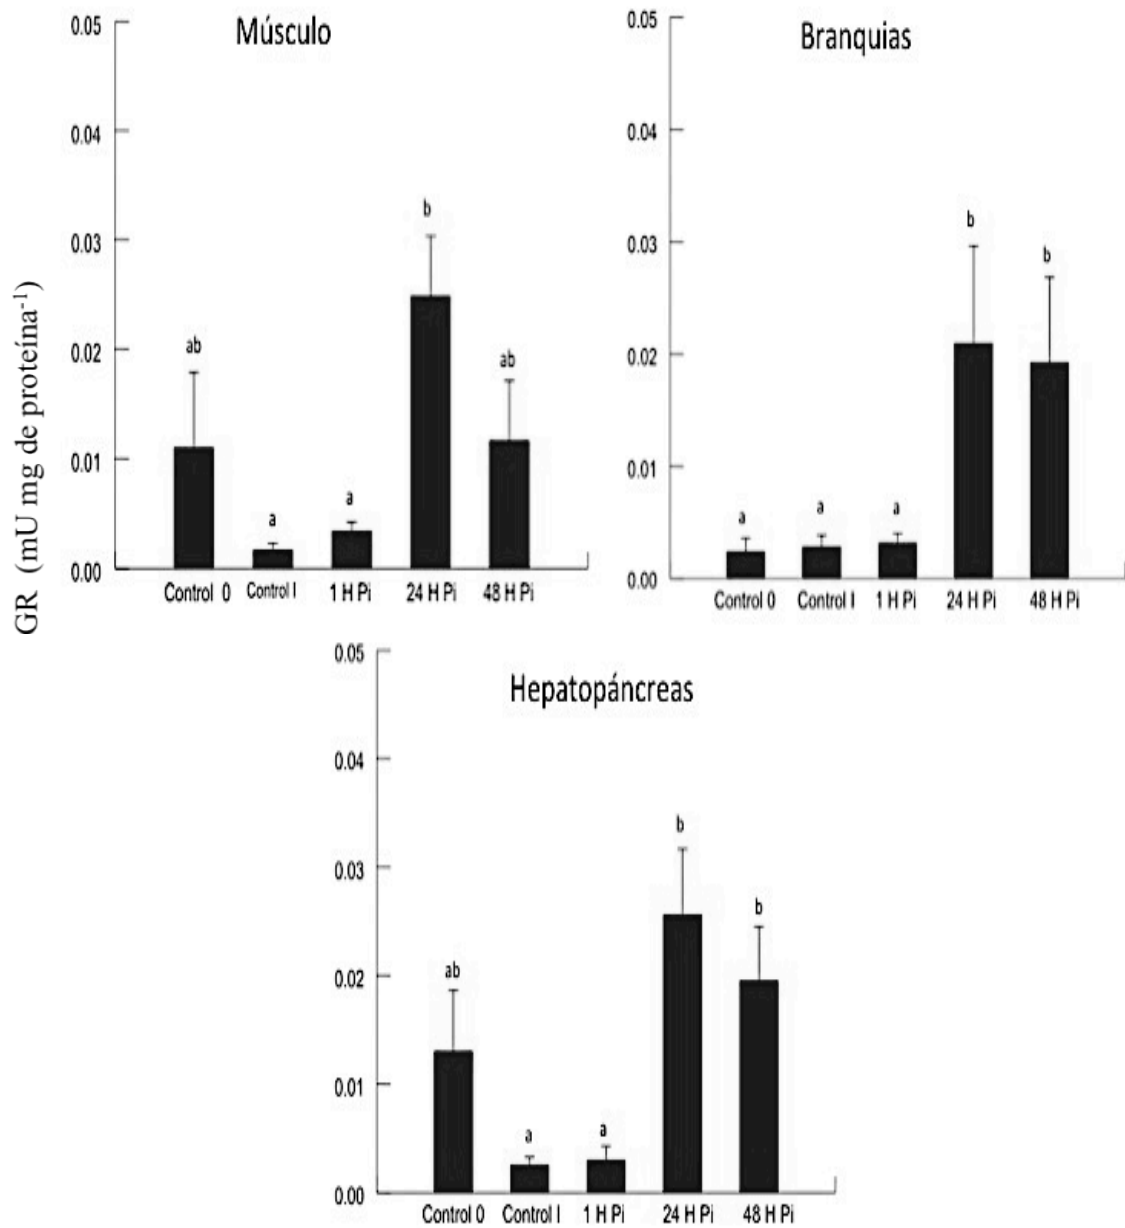 GR (mU mg de proteína-1)
Músculo
0.05
0.04
0.03
0.02
0.01
0.00
ab
a
a
b
ab
Control 0 Control I 1 H Pi 24 H Pi 48 H Pi
Branquias
0.05
0.04
0.03
0.02
0.01
0.00
a
a
a
b
b
Control 0 Control I 1 H Pi 24 H Pi 48 H Pi
Hepatopáncreas
0.05
0.04
0.03
0.02
0.01
0.00
ab
a
a
b
b
Control 0 Control I 1 H Pi 24 H Pi 48 H Pi